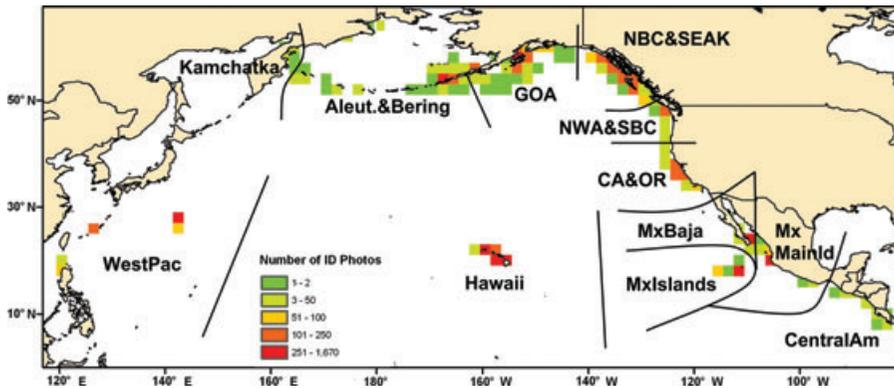 NBC&SEAK
Kamchatka
Aleut.&Bering
GOA
50°N
NWA&SBC
CA&OR
30°N
MxBaja
Mx
Mainld
WestPac
Number of ID Photos
1 - 2
3 - 50
51 - 100
101 - 250
251 - 1,670
Hawaii
MxIslands
10°N
CentralAm
120° E
140° E
160° E
180°
160° W
140° W
120° W
100° W